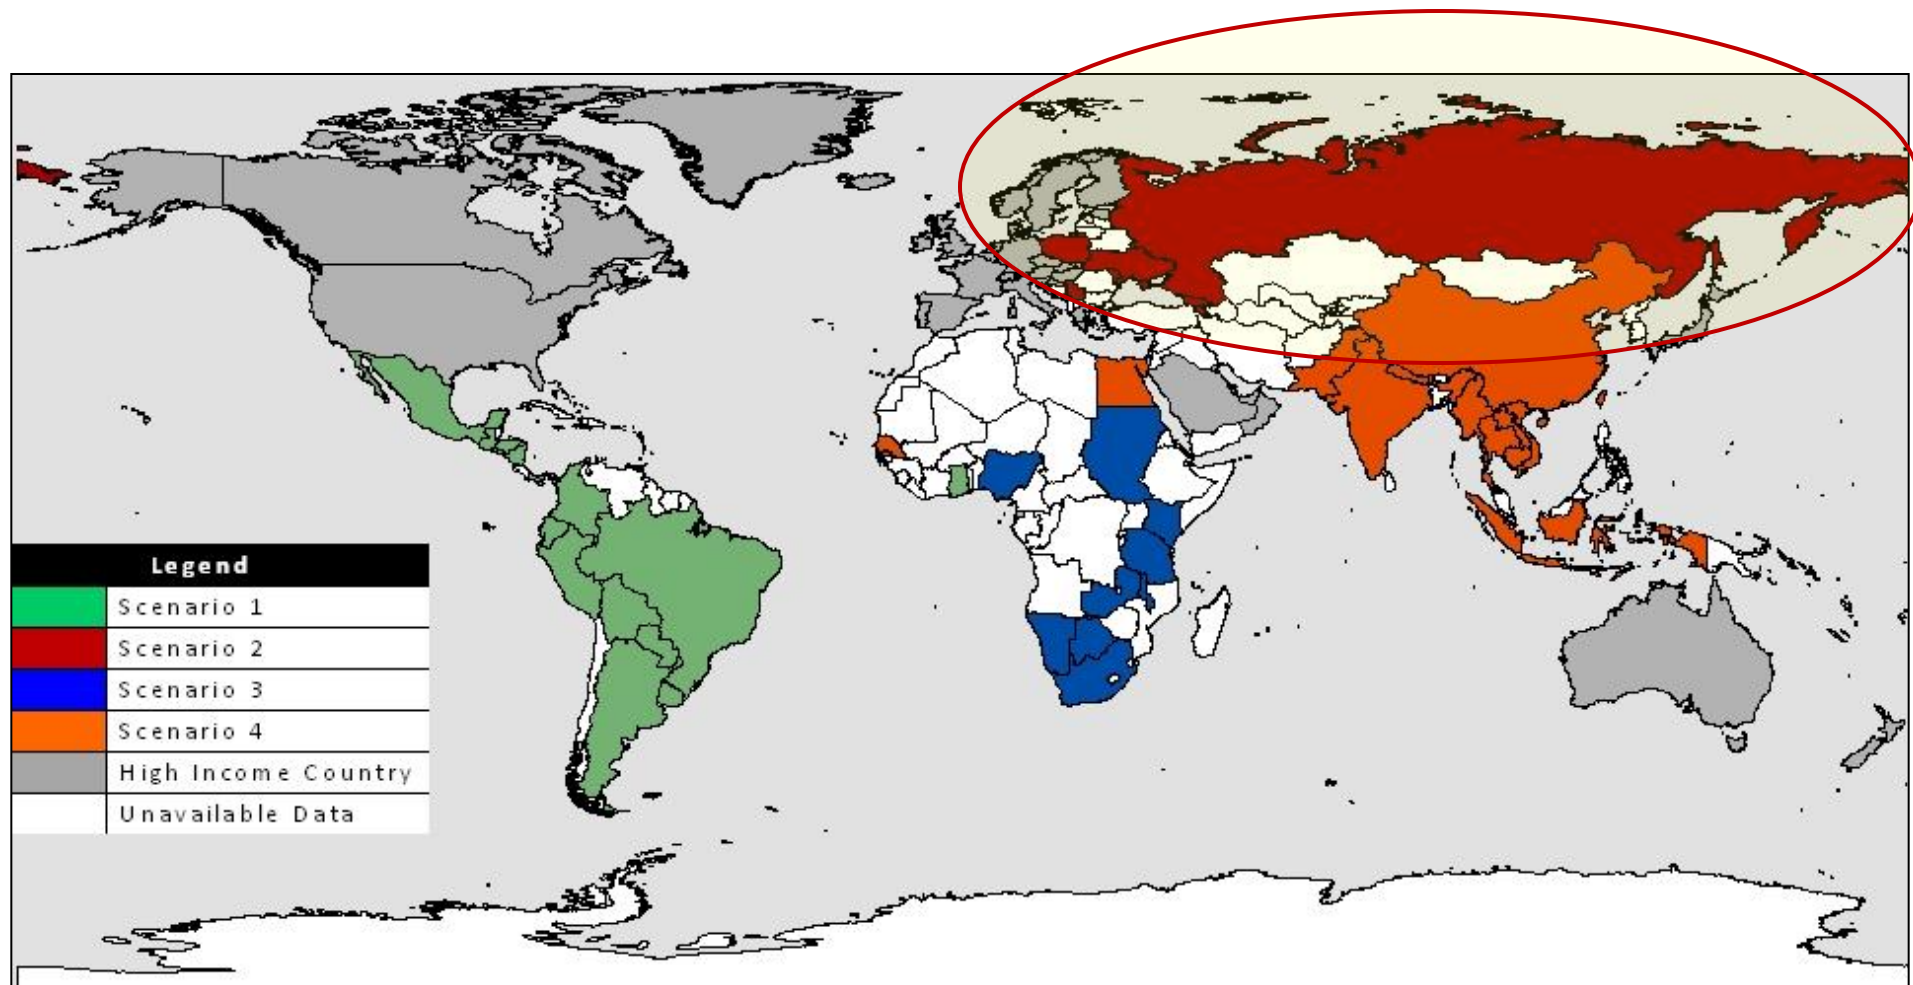 Legend
Scenario 1
Scenario 2
Scenario 3
Scenario 4
High Income Country
Unavailable Data